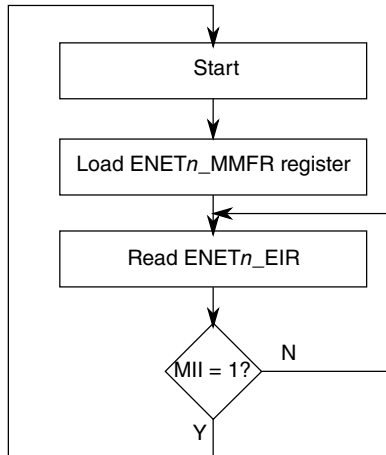 Start
Load ENETn_MMFR register
Read ENETn_EIR
MII = 1?
N
Y